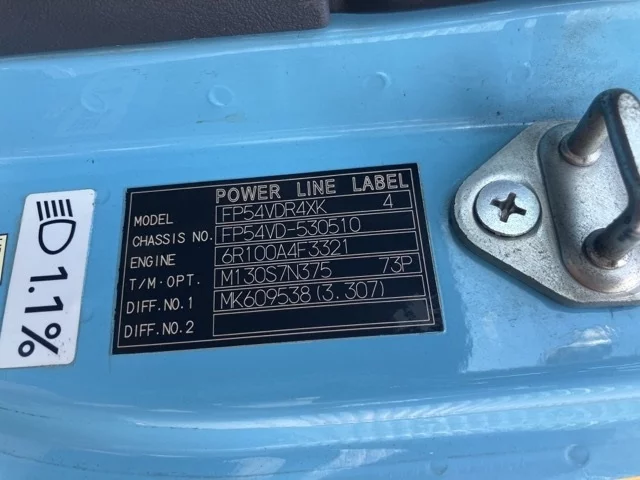 POWER LINE LABEL
MODEL FP54VDR4XK 4
CHASSIS NO. FP54VD-530510
ENGINE 6R100A4F3321
T/M·OPT. M130S7N375 73P
DIFF.NO.1 MK609538(3.307)
DIFF.NO.2
1.1%